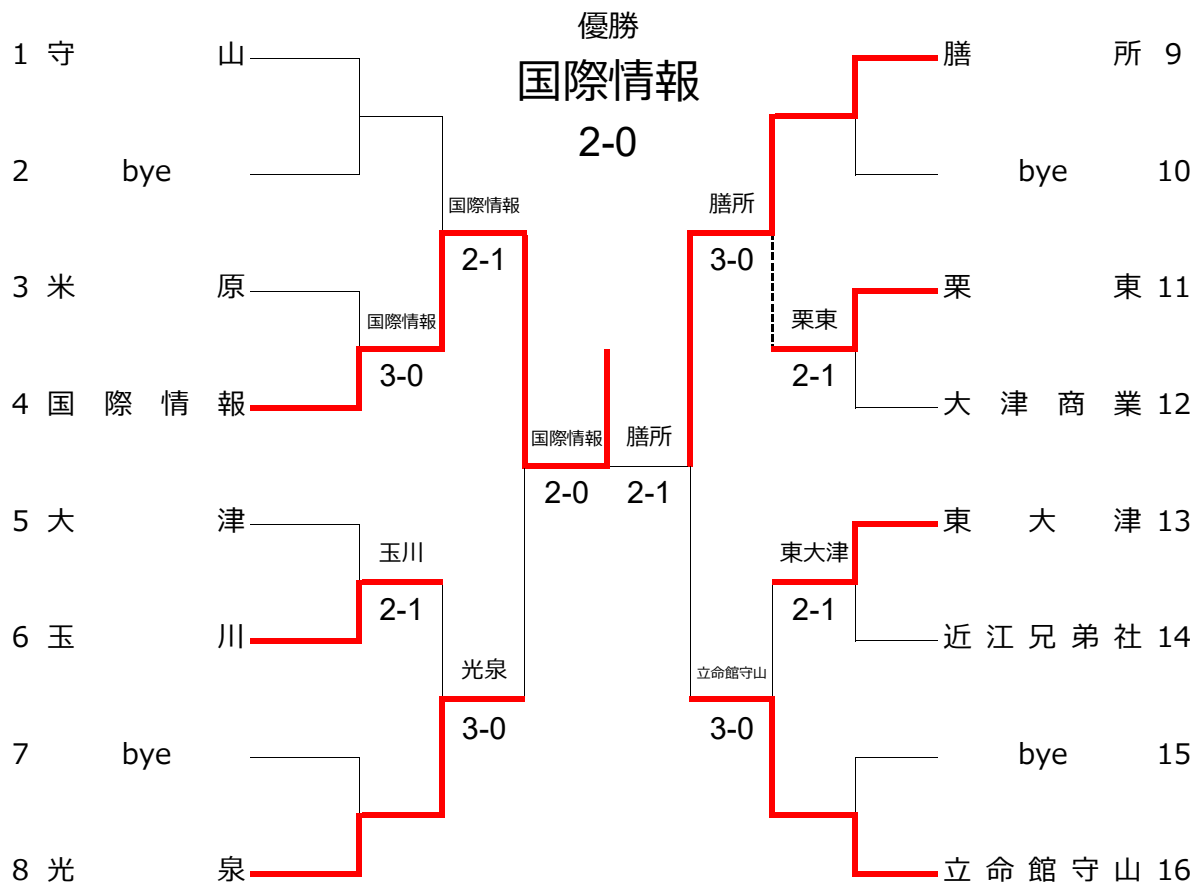 優勝
国際情報
2-0
1 守山
2 bye
3 米原
4 国際情報
5 大津
6 玉川
7 bye
8 光泉
国際情報
3-0
玉川
2-1
国際情報
2-1
光泉
3-0
国際情報
2-0
膳所
2-1
膳所
3-0
立命館守山
3-0
栗東
2-1
東大津
2-1
膳所 9
bye 10
栗東 11
大津商業 12
東大津 13
近江兄弟社 14
bye 15
立命館守山 16